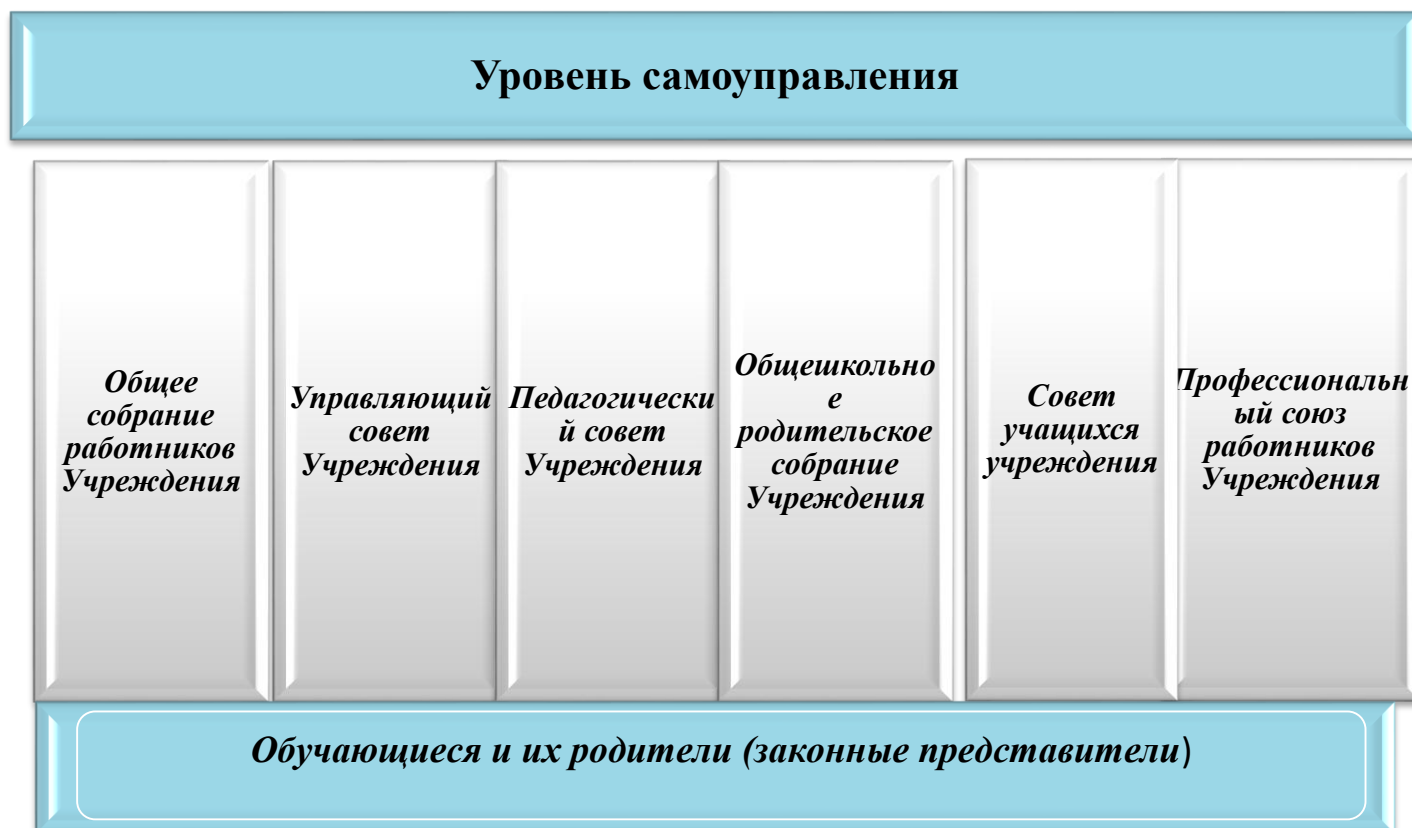 Уровень самоуправления
Общее
собрание
работников
Учреждения
Управляющий
совет
Учреждения
Педагогически
й совет
Учреждения
Общешкольно
е
родительское
собрание
Учреждения
Совет
учащихся
учреждения
Профессиональн
ый союз
работников
Учреждения
Обучающиеся и их родители (законные представители)